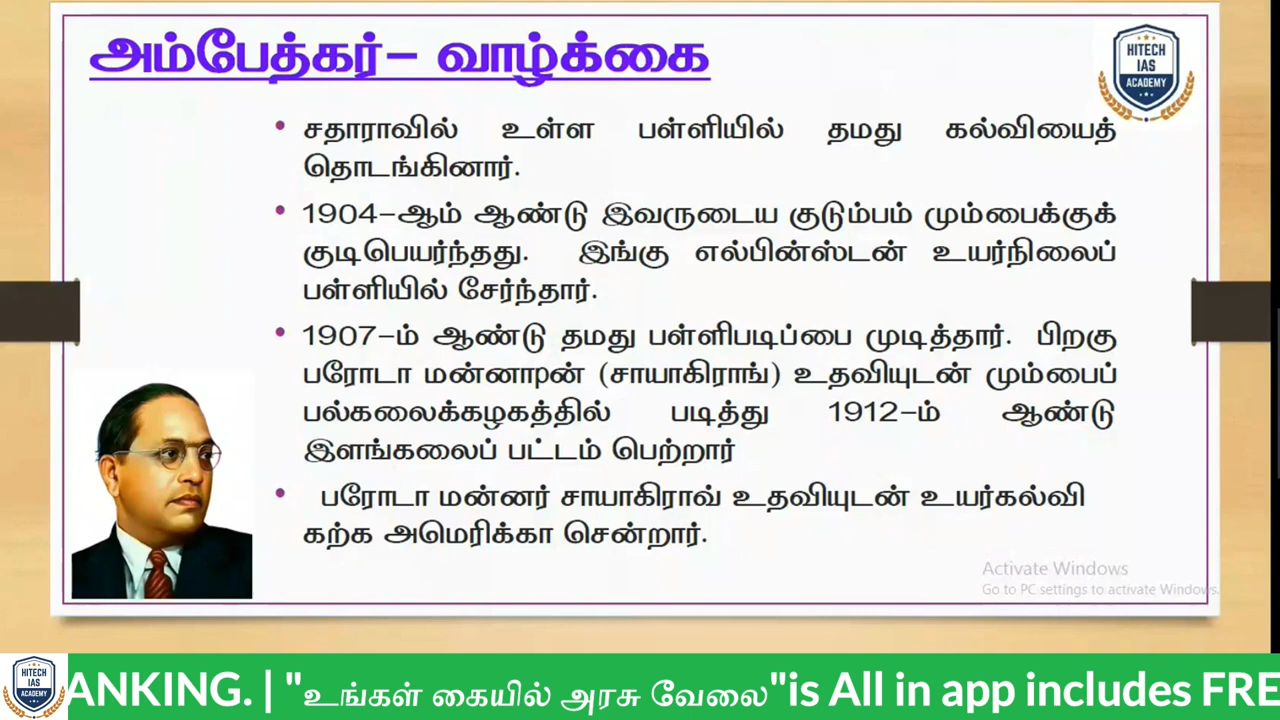 அம்பேத்கர்- வாழ்க்கை
HITECH
IAS
ACADEMY
• சதாராவில் உள்ள பள்ளியில் தமது கல்வியைத்
தொடங்கினார்.
• 1904-ஆம் ஆண்டு இவருடைய குடும்பம் மும்பைக்குக்
குடிபெயர்ந்தது. இங்கு எல்பின்ஸ்டன் உயர்நிலைப்
பள்ளியில் சேர்ந்தார்.
• 1907-ம் ஆண்டு தமது பள்ளிபடிப்பை முடித்தார். பிறகு
பரோடா மன்னாpன் (சாயாகிராங்) உதவியுடன் மும்பைப்
பல்கலைக்கழகத்தில் படித்து 1912-ம் ஆண்டு
இளங்கலைப் பட்டம் பெற்றார்
• பரோடா மன்னர் சாயாகிராவ் உதவியுடன் உயர்கல்வி
கற்க அமெரிக்கா சென்றார்.
Activate Windows
Go to PC settings to activate Windows.
HITECH
IAS
ACADEMY
ANKING. | "உங்கள் கையில் அரசு வேலை"is All in app includes FRE